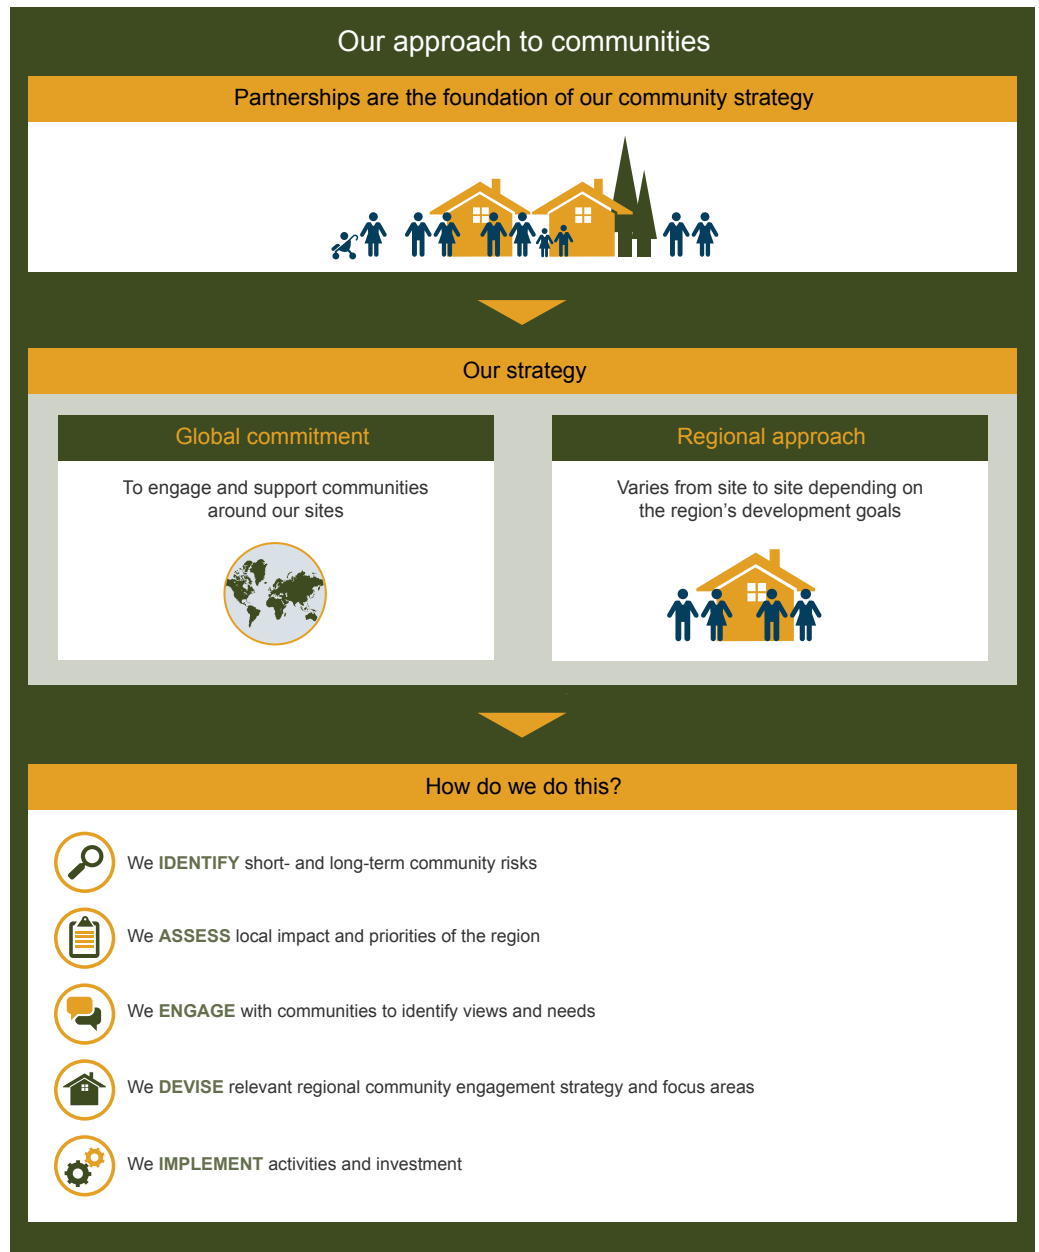 Our approach to communities
Partnerships are the foundation of our community strategy
Our strategy
Global commitment
To engage and support communities
around our sites
Regional approach
Varies from site to site depending on
the region’s development goals
How do we do this?
We IDENTIFY short- and long-term community risks
We ASSESS local impact and priorities of the region
We ENGAGE with communities to identify views and needs
We DEVISE relevant regional community engagement strategy and focus areas
We IMPLEMENT activities and investment